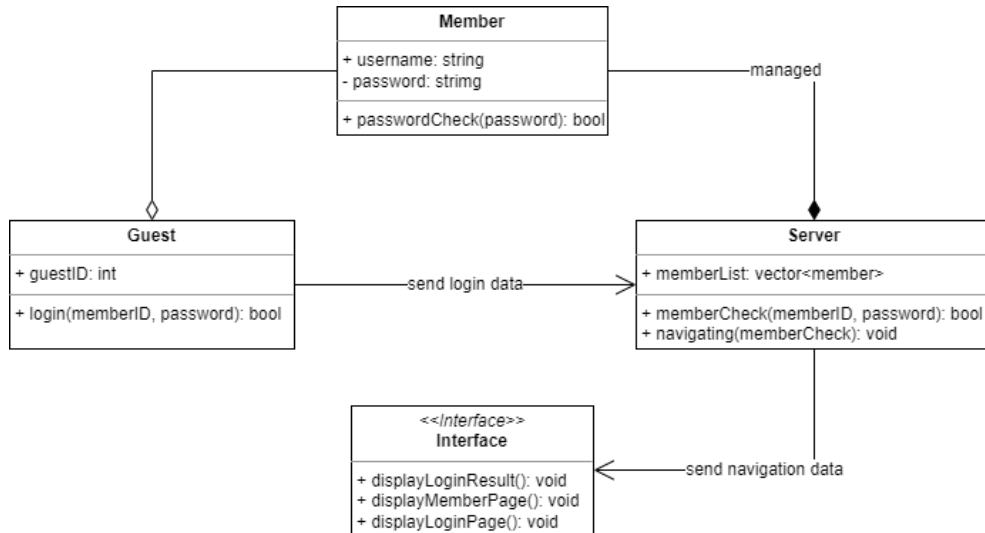 Member
+ username: string
- password: strimg
+ passwordCheck(password): bool
managed
Guest
+ guestID: int
+ login(memberID, password): bool
send login data
Server
+ memberList: vector<member>
+ memberCheck(memberID, password): bool
+ navigating(memberCheck): void
<<Interface>>
Interface
+ displayLoginResult(): void
+ displayMemberPage(): void
+ displayLoginPage(): void
send navigation data